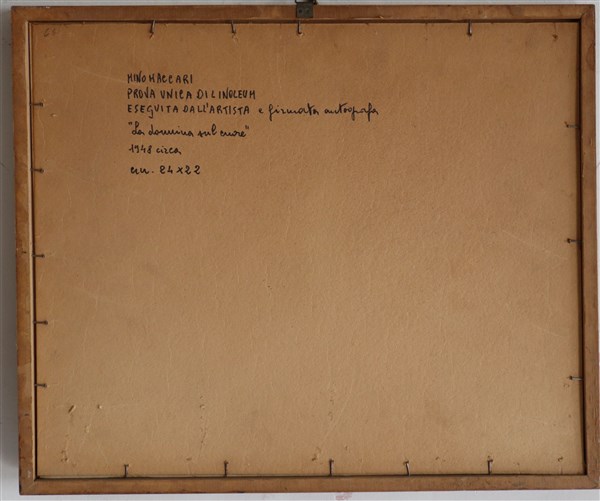 MINO MACCARI
PROVA UNICA DI LINOLEUM
ESEGUITA DALL'ARTISTA e firmata autografa
"La donnina sul cuore"
1948 circa
cm. 24x22